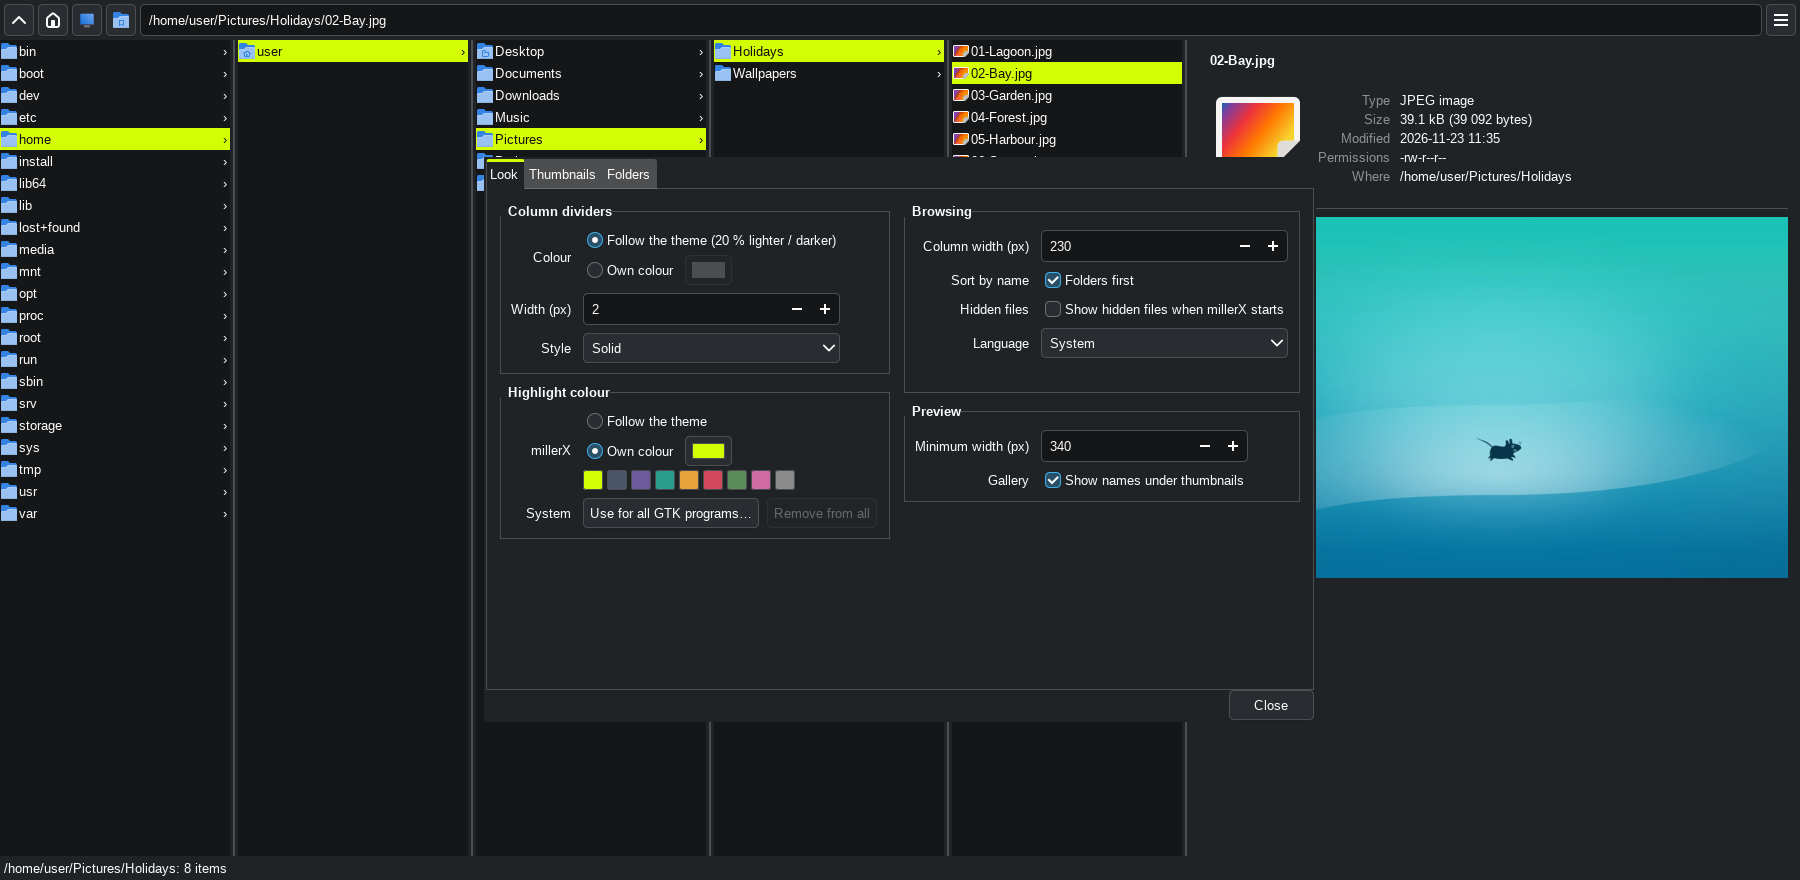 /home/user/Pictures/Holidays/02-Bay.jpg
bin ›
boot ›
dev ›
etc ›
home ›
install ›
lib64 ›
lib ›
lost+found ›
media ›
mnt ›
opt ›
proc ›
root ›
run ›
sbin ›
srv ›
storage ›
sys ›
tmp ›
usr ›
var ›
user ›
Desktop ›
Documents ›
Downloads ›
Music ›
Pictures ›
Holidays ›
Wallpapers ›
01-Lagoon.jpg
02-Bay.jpg
03-Garden.jpg
04-Forest.jpg
05-Harbour.jpg
02-Bay.jpg
Type JPEG image
Size 39.1 kB (39 092 bytes)
Modified 2026-11-23 11:35
Permissions -rw-r--r--
Where /home/user/Pictures/Holidays
Look Thumbnails Folders
Column dividers
Colour
Follow the theme (20 % lighter / darker)
Own colour
Width (px) 2
Style Solid
Highlight colour
millerX
Follow the theme
Own colour
System Use for all GTK programs… Remove from all
Browsing
Column width (px) 230
Sort by name Folders first
Hidden files Show hidden files when millerX starts
Language System
Preview
Minimum width (px) 340
Gallery Show names under thumbnails
Close
/home/user/Pictures/Holidays: 8 items